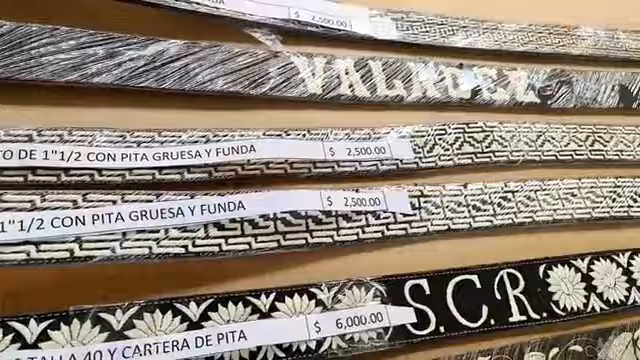 $ 2,500.00
VALADEZ
TO DE 1"1/2 CON PITA GRUESA Y FUNDA $ 2,500.00
1"1/2 CON PITA GRUESA Y FUNDA $ 2,500.00
S.C.R.
TALLA 40 Y CARTERA DE PITA $ 6,000.00